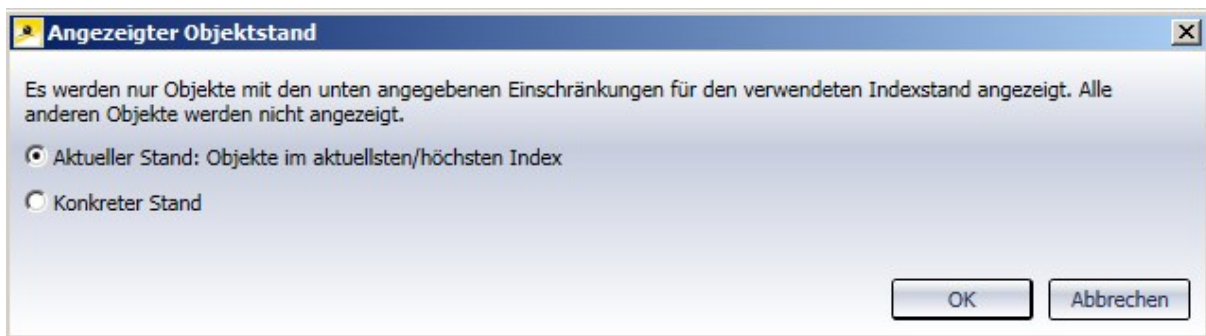 Angezeigter Objektstand
Es werden nur Objekte mit den unten angegebenen Einschränkungen für den verwendeten Indexstand angezeigt. Alle
anderen Objekte werden nicht angezeigt.
Aktueller Stand: Objekte im aktuellsten/höchsten Index
Konkreter Stand
OK Abbrechen